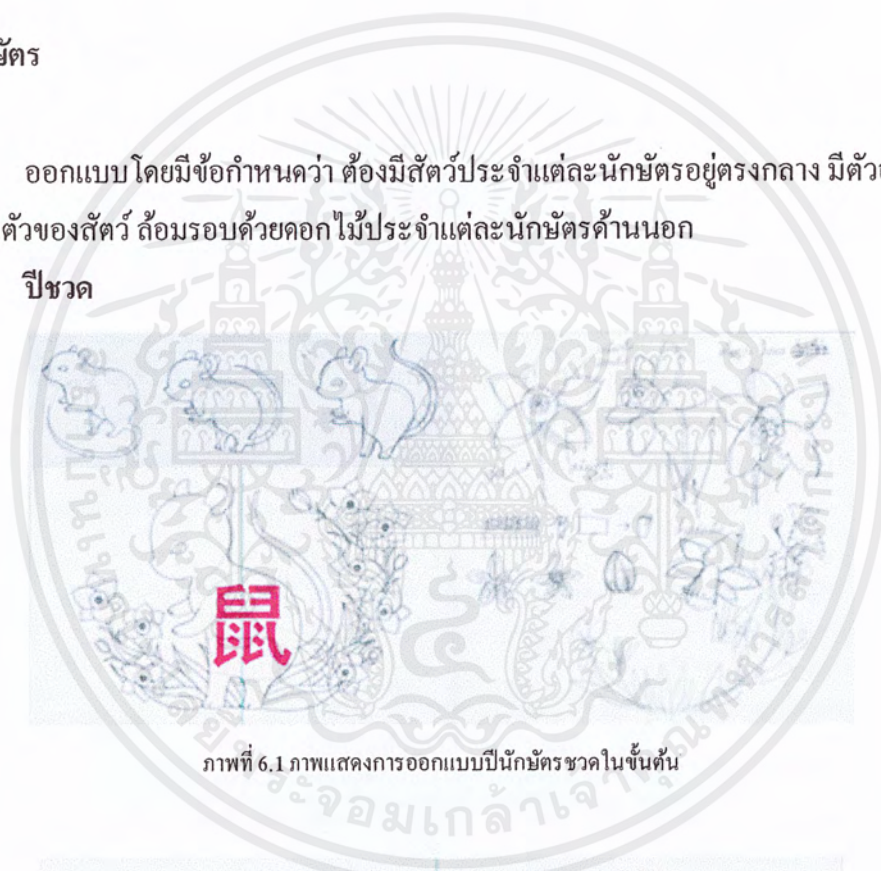 ษัตร
ออกแบบโดยมีข้อกำหนดว่า ต้องมีสัตว์ประจำแต่ละนักษัตรอยู่ตรงกลาง มีตัว
ตัวของสัตว์ ล้อมรอบด้วยดอกไม้ประจำแต่ละนักษัตรด้านนอก
ปีชวด
鼠
ภาพที่ 6.1 ภาพแสดงการออกแบบปีนักษัตรชวดในขั้นต้น